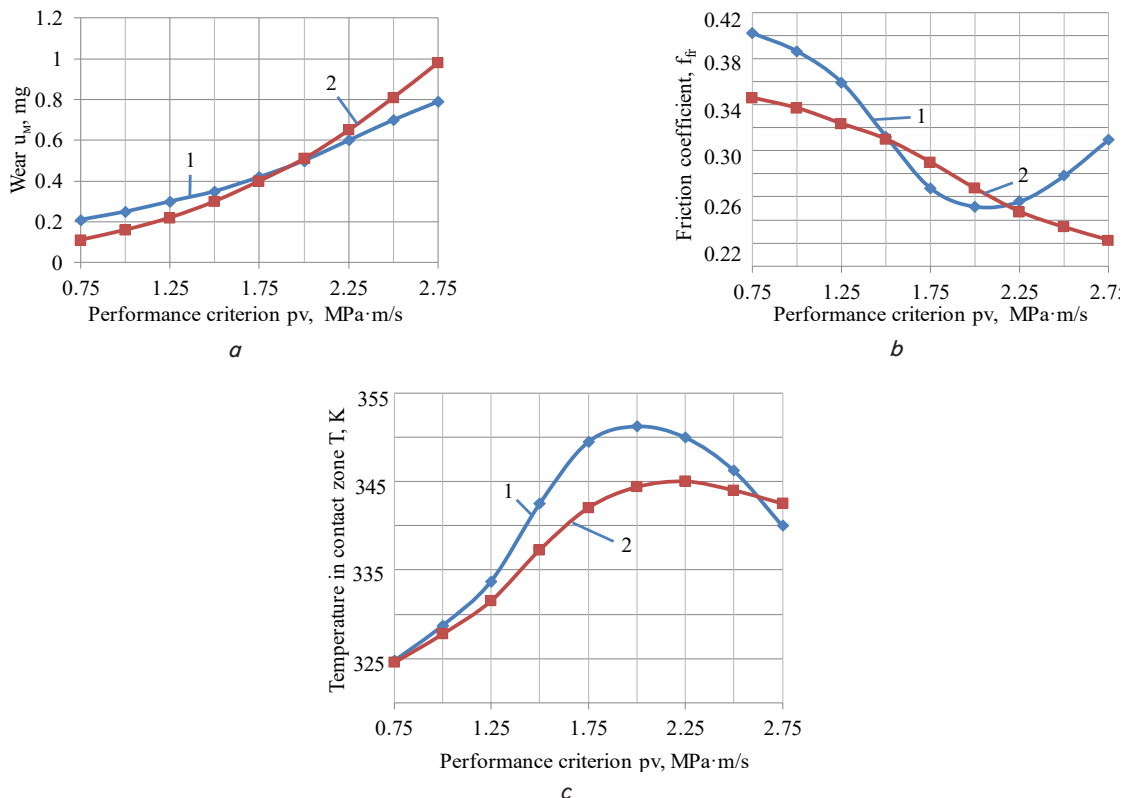 1.2
1
0.8
0.6
0.4
0.2
0
Wear uM, mg
1
2
0.75 1.25 1.75 2.25 2.75
Performance criterion pv, MPa·m/s
a
0.42
0.38
0.34
0.30
0.26
0.22
Friction coefficient, ffr
1
2
0.75 1.25 1.75 2.25 2.75
Performance criterion pv, MPa·m/s
b
355
345
335
325
Temperature in contact zone T, K
1
2
0.75 1.25 1.75 2.25 2.75
Performance criterion pv, MPa·m/s
c